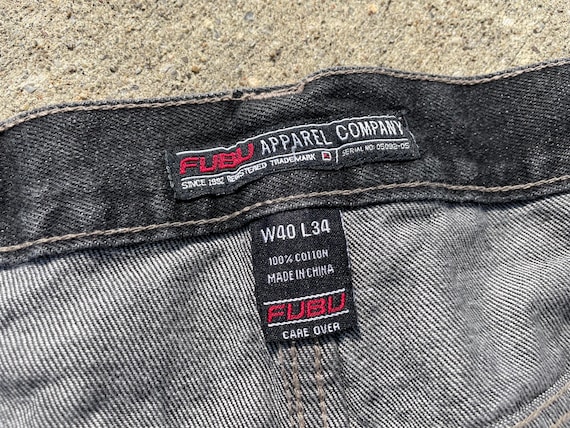 FUBU APPAREL COMPANY
SINCE 1992 REGISTERED TRADEMARK SERIAL NO: 05092-05
W40 L34
100% COTTON
MADE IN CHINA
FUBU
CARE OVER